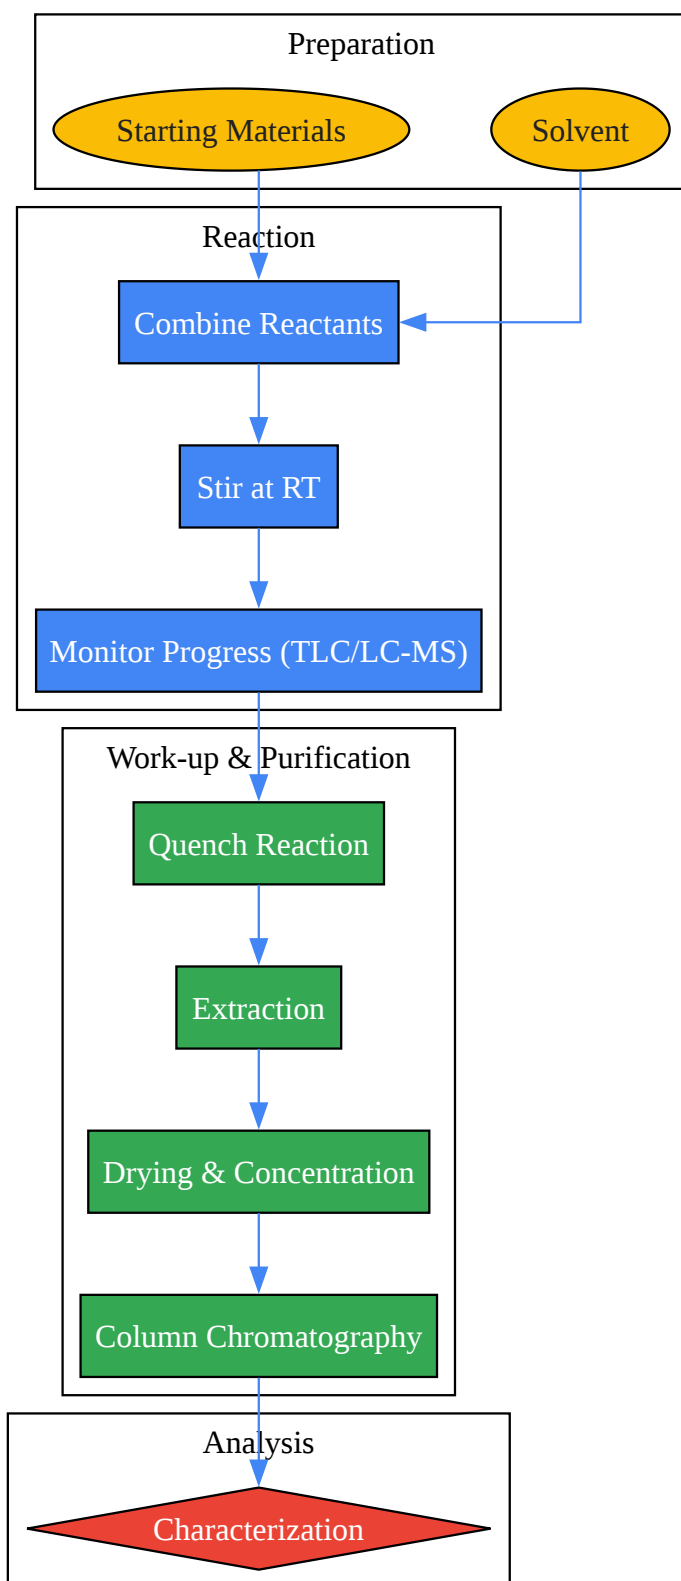 Preparation
Starting Materials
Solvent
Reaction
Combine Reactants
Stir at RT
Monitor Progress (TLC/LC-MS)
Work-up & Purification
Quench Reaction
Extraction
Drying & Concentration
Column Chromatography
Analysis
Characterization